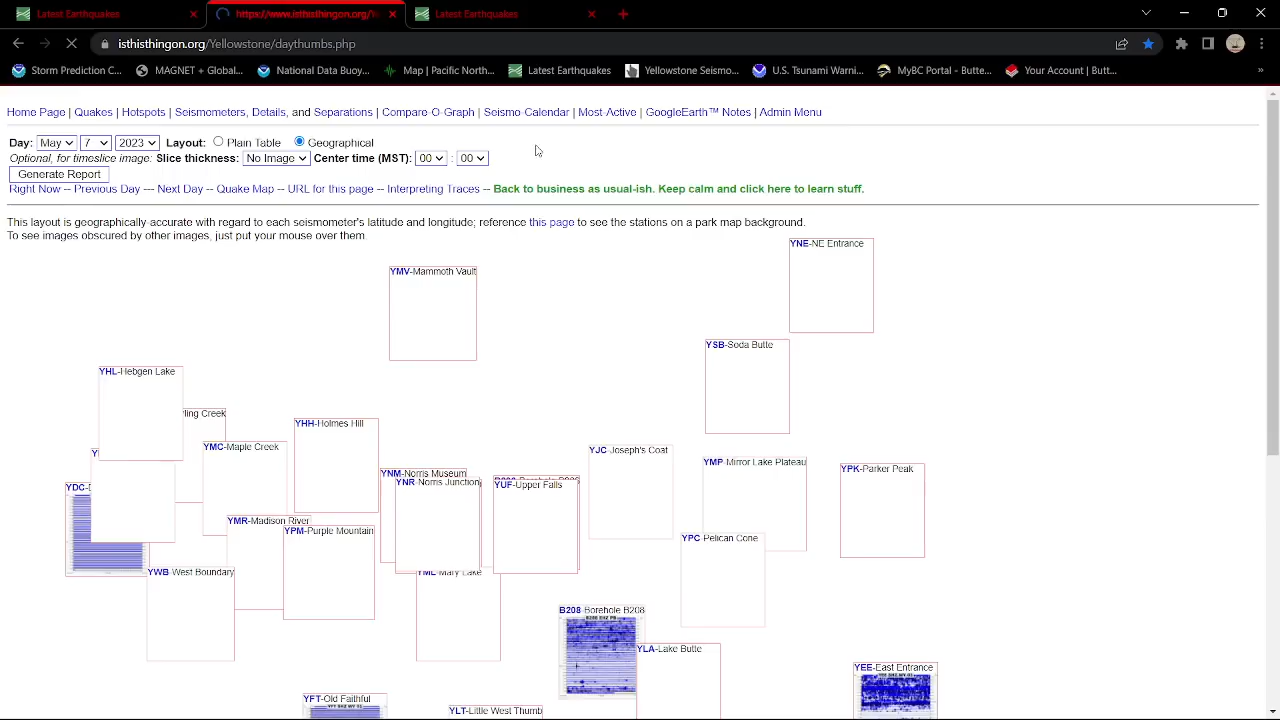 Latest Earthquakes
https://www.isthisthingon.org/Y
Latest Earthquakes
isthisthingon.org/Yellowstone/daythumbs.php
Storm Prediction C...
MAGNET + Global...
National Data Buoy...
Map | Pacific North...
Latest Earthquakes
Yellowstone Seismo...
U.S. Tsunami Warni...
MyBC Portal - Butte...
Your Account | Butt...
»
Home Page | Quakes | Hotspots | Seismometers, Details, and Separations | Compare-O-Graph | Seismo-Calendar | Most-Active | GoogleEarth™ Notes | Admin Menu
Day: May 7 2023 Layout: Plain Table Geographical
Optional, for timeslice image: Slice thickness: No Image Center time (MST): 00 : 00
Generate Report
Right Now -- Previous Day --- Next Day -- Quake Map -- URL for this page -- Interpreting Traces -- Back to business as usual-ish. Keep calm and click here to learn stuff.
This layout is geographically-accurate with regard to each seismometer's latitude and longitude; reference this page to see the stations on a park map background.
To see images obscured by other images, just put your mouse over them.
YNE-NE Entrance
YMV-Mammoth Vault
YSB-Soda Butte
YHL-Hebgen Lake
ling Creek
YHH-Holmes Hill
YMC-Maple Creek
YJC-Joseph's Coat
YMP-Mirror Lake Plateau
YPK-Parker Peak
YNM-Norris Museum
YNR-Norris Junction
YUF-Upper Falls
YDC-
YMR-Madison River
YPM-Purple Mountain
YPC-Pelican Cone
YWB-West Boundary
YML-Mary Lake
B208-Borehole B208
B208 EHZ PB
YEE-East Entrance
YEE EHZ WY 01
YFT-Old Faithful
YLT-Little West Thumb